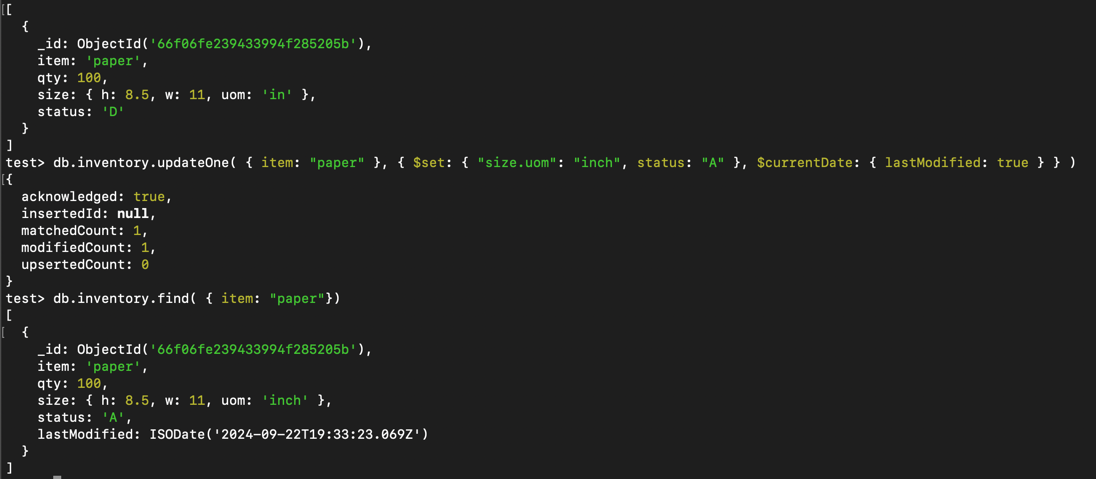 [
  {
    _id: ObjectId('66f06fe239433994f285205b'),
    item: 'paper',
    qty: 100,
    size: { h: 8.5, w: 11, uom: 'in' },
    status: 'D'
  }
]
test> db.inventory.updateOne( { item: "paper" }, { $set: { "size.uom": "inch", status: "A" }, $currentDate: { lastModified: true } } )
{
  acknowledged: true,
  insertedId: null,
  matchedCount: 1,
  modifiedCount: 1,
  upsertedCount: 0
}
test> db.inventory.find( { item: "paper"})
[
  {
    _id: ObjectId('66f06fe239433994f285205b'),
    item: 'paper',
    qty: 100,
    size: { h: 8.5, w: 11, uom: 'inch' },
    status: 'A',
    lastModified: ISODate('2024-09-22T19:33:23.069Z')
  }
]